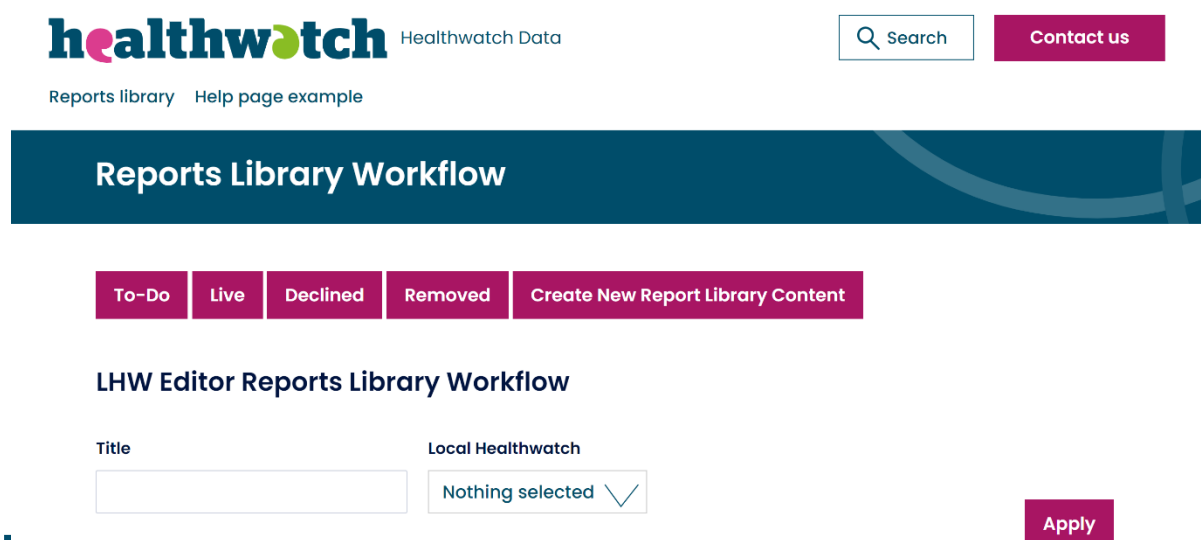 healthwatch Healthwatch Data Search Contact us
Reports library Help page example
Reports Library Workflow
To-Do Live Declined Removed Create New Report Library Content
LHW Editor Reports Library Workflow
Title Local Healthwatch
Nothing selected
Apply